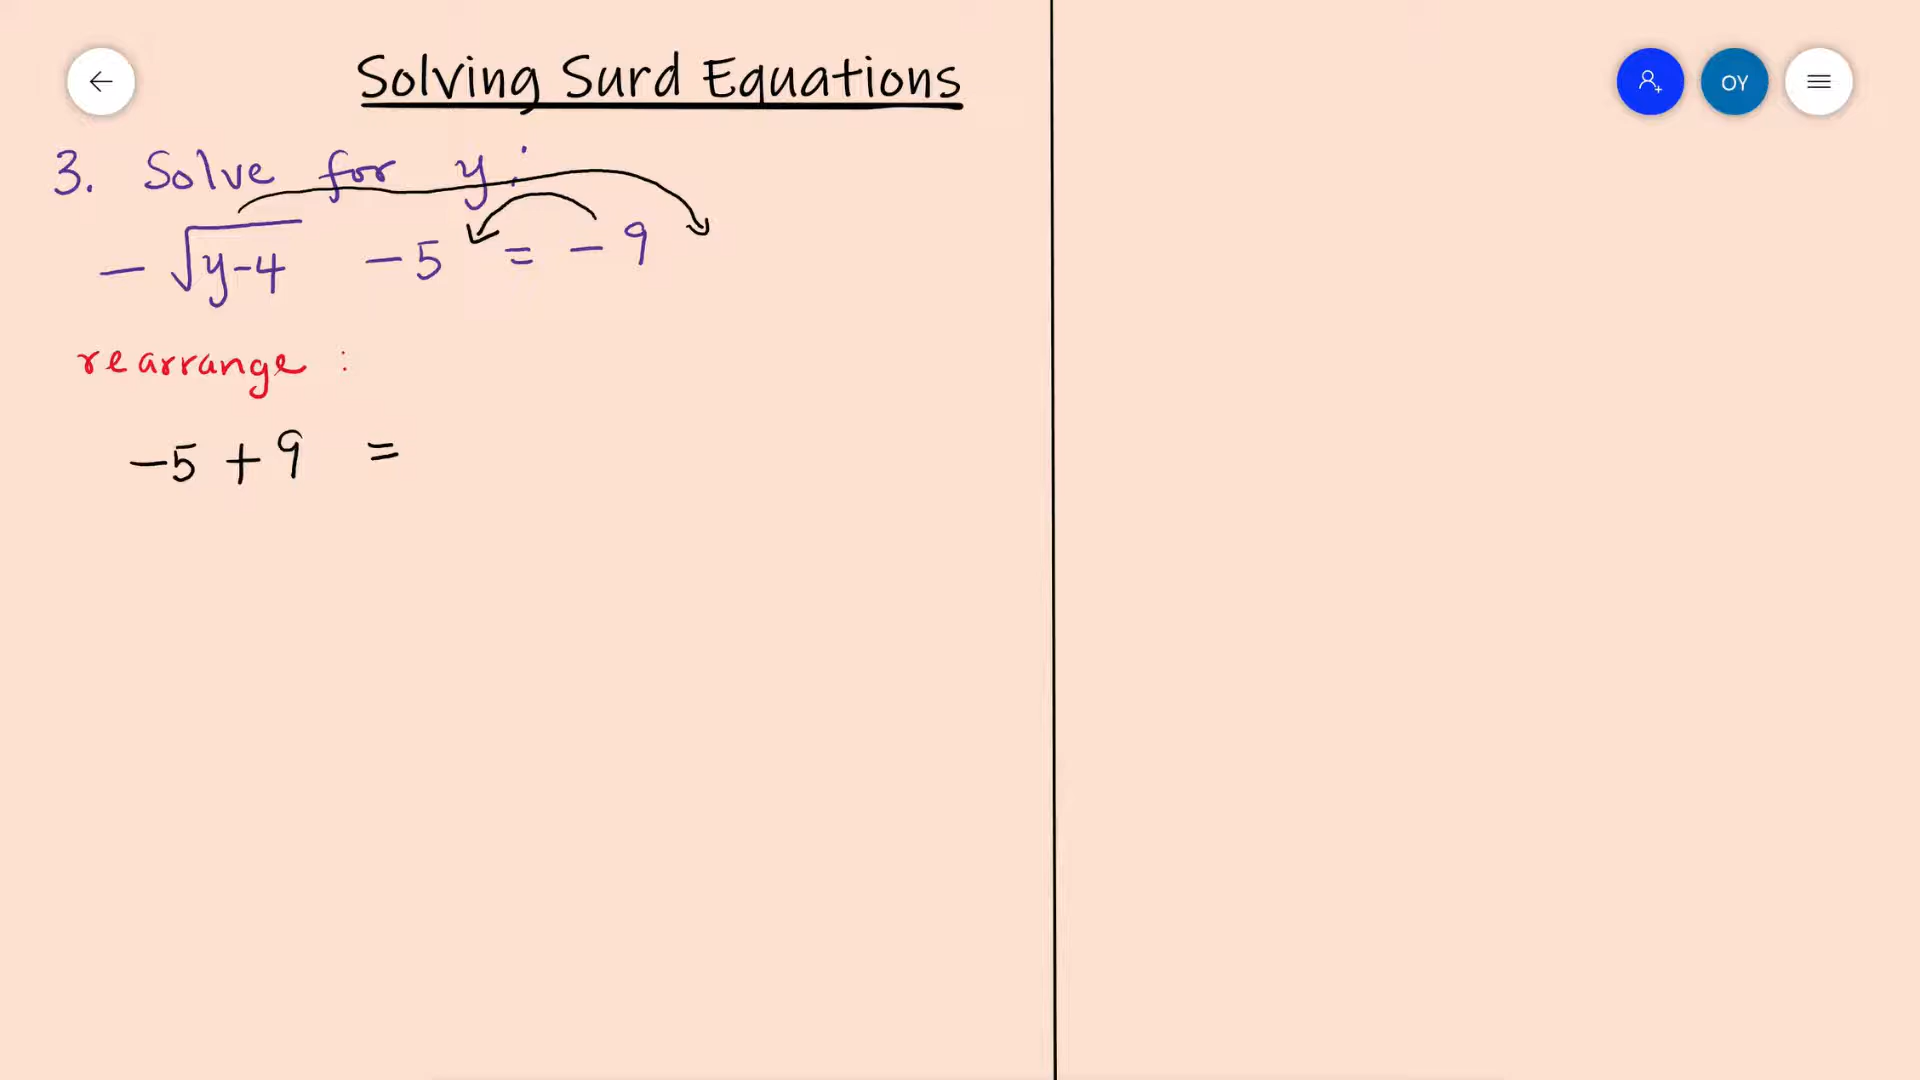 Solving Surd Equations
OY
3. Solve for y:
- √(y-4) - 5 = - 9
rearrange :
-5 + 9 =